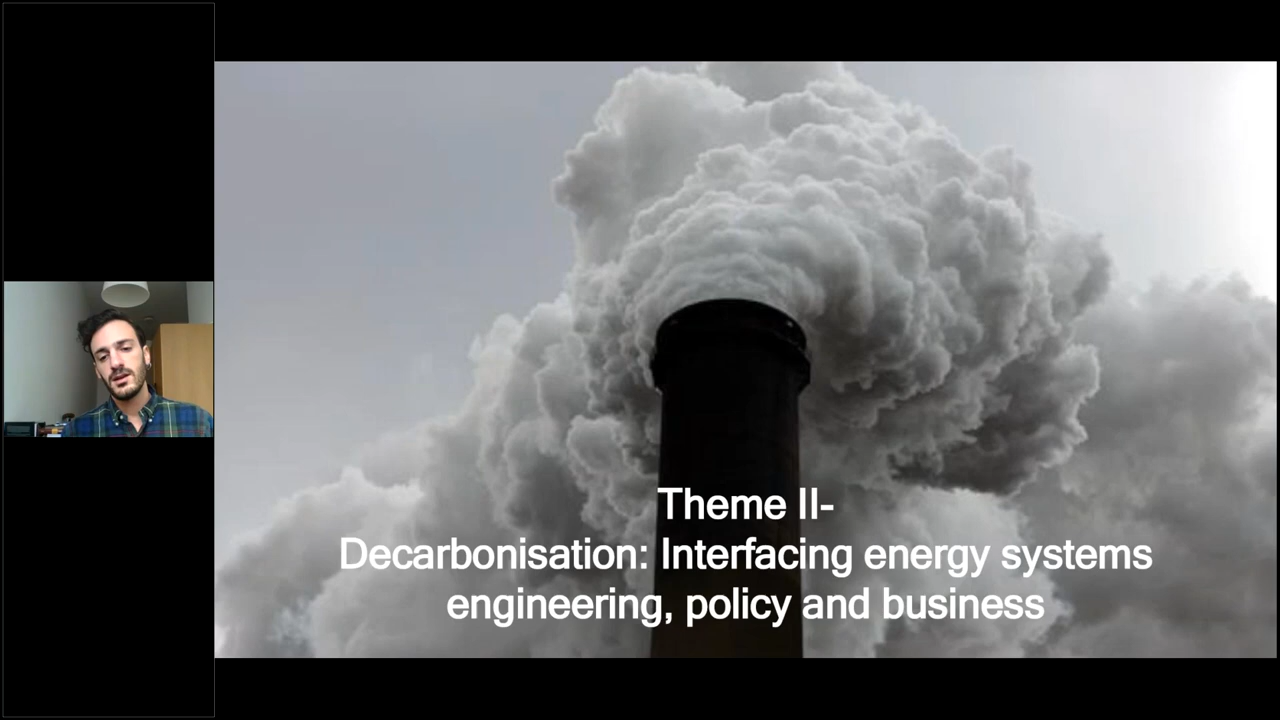 Theme II-
Decarbonisation: Interfacing energy systems
engineering, policy and business